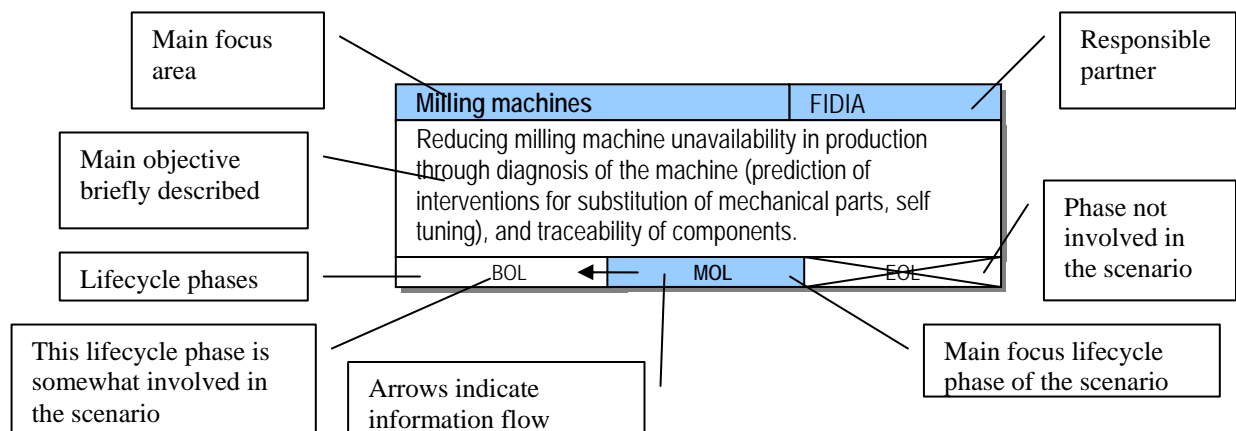 Main focus
area
Responsible
partner
Milling machines
FIDIA
Reducing milling machine unavailability in production
through diagnosis of the machine (prediction of
interventions for substitution of mechanical parts, self
tuning), and traceability of components.
Main objective
briefly described
Phase not
involved in
the scenario
Lifecycle phases
BOL
MOL
EOL
This lifecycle phase is
somewhat involved in
the scenario
Arrows indicate
information flow
Main focus lifecycle
phase of the scenario